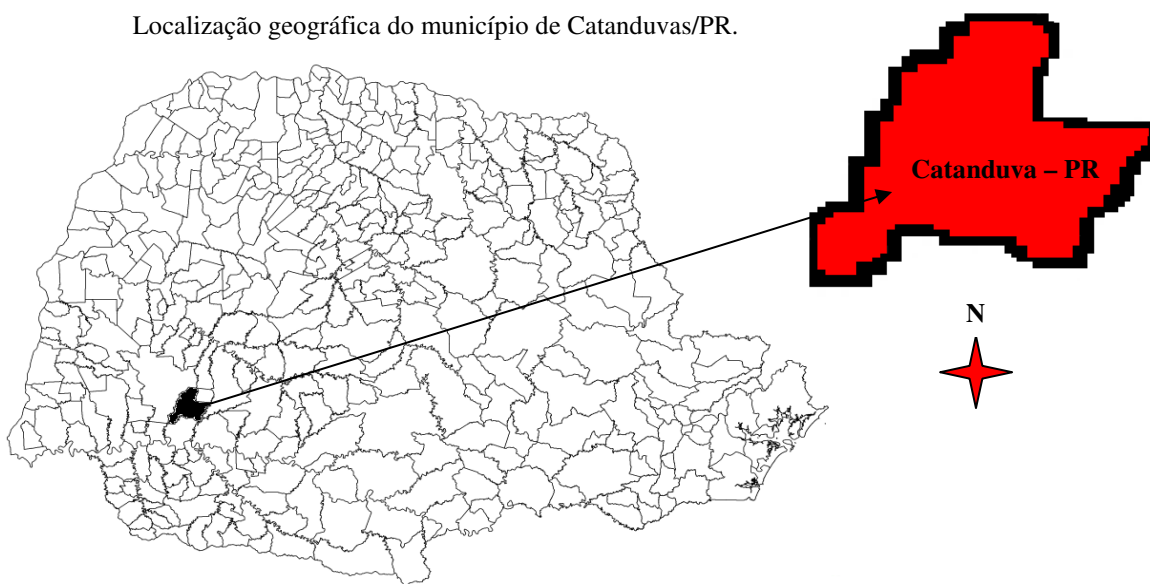 Localização geográfica do município de Catanduvas/PR.
Catanduva – PR
N